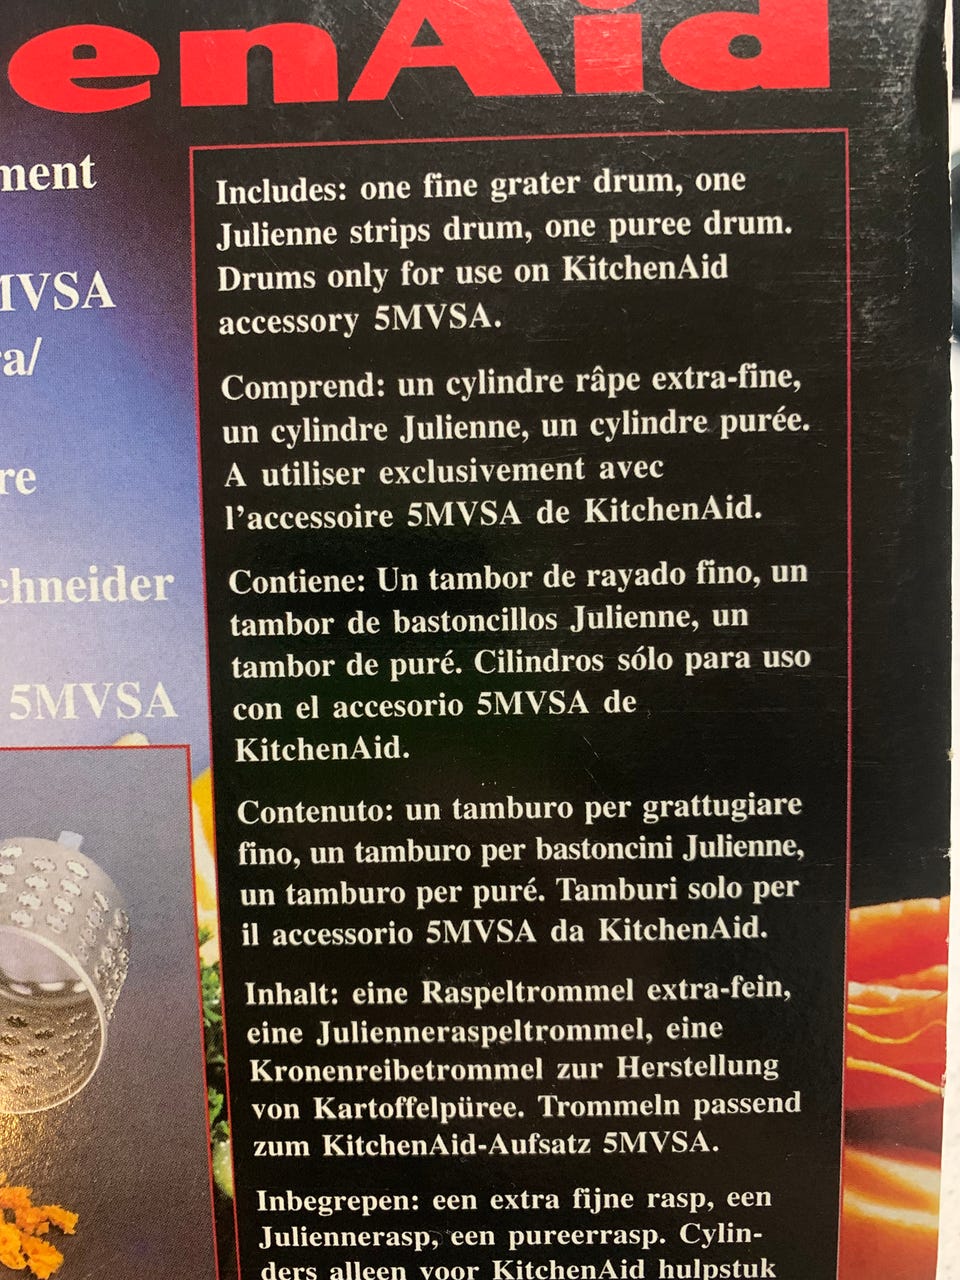 enAid
ment
MVSA
ra/
re
chneider
5MVSA
Includes: one fine grater drum, one
Julienne strips drum, one puree drum.
Drums only for use on KitchenAid
accessory 5MVSA.
Comprend: un cylindre râpe extra-fine,
un cylindre Julienne, un cylindre purée.
A utiliser exclusivement avec
l'accessoire 5MVSA de KitchenAid.
Contiene: Un tambor de rayado fino, un
tambor de bastoncillos Julienne, un
tambor de puré. Cilindros sólo para uso
con el accesorio 5MVSA de
KitchenAid.
Contenuto: un tamburo per grattugiare
fino, un tamburo per bastoncini Julienne,
un tamburo per puré. Tamburi solo per
il accessorio 5MVSA da KitchenAid.
Inhalt: eine Raspeltrommel extra-fein,
eine Julienneraspeltrommel, eine
Kronenreibetrommel zur Herstellung
von Kartoffelpüree. Trommeln passend
zum KitchenAid-Aufsatz 5MVSA.
Inbegrepen: een extra fijne rasp, een
Juliennerasp, een pureerrasp. Cylin-
ders alleen voor KitchenAid hulpstuk